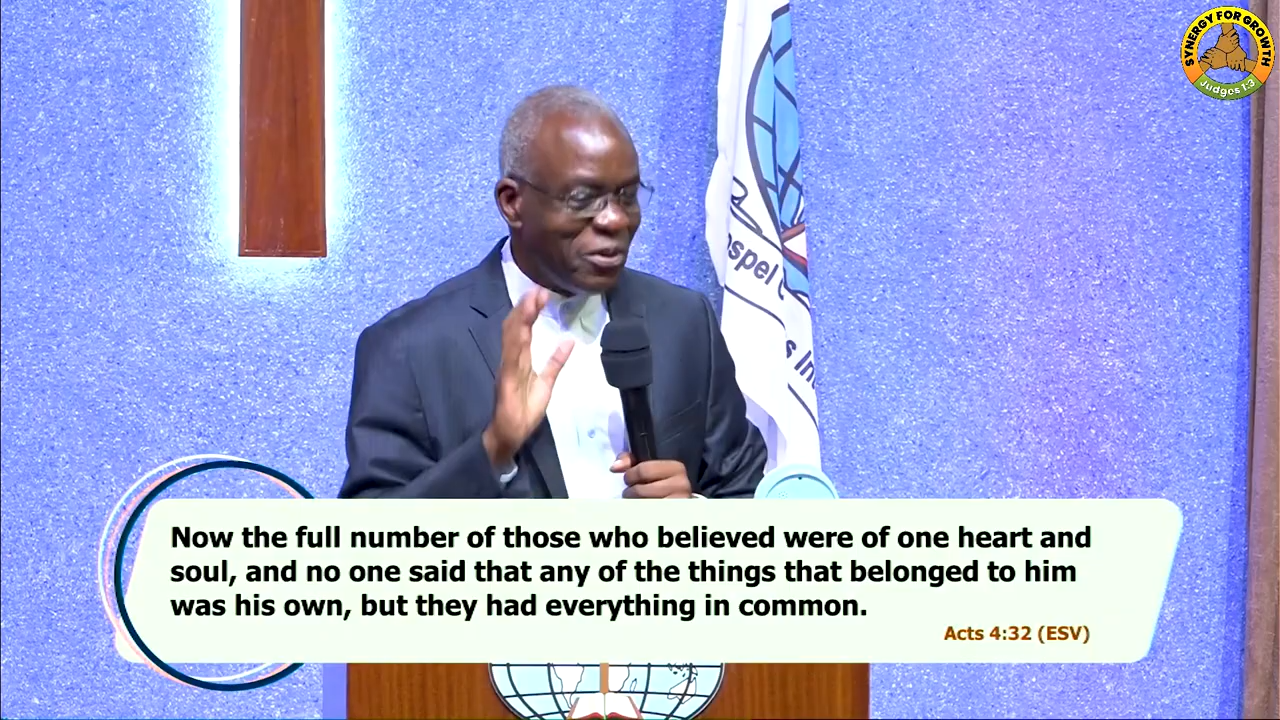 SYNERGY FOR GROWTH
Judges 1:3
Now the full number of those who believed were of one heart and
soul, and no one said that any of the things that belonged to him
was his own, but they had everything in common.
Acts 4:32 (ESV)